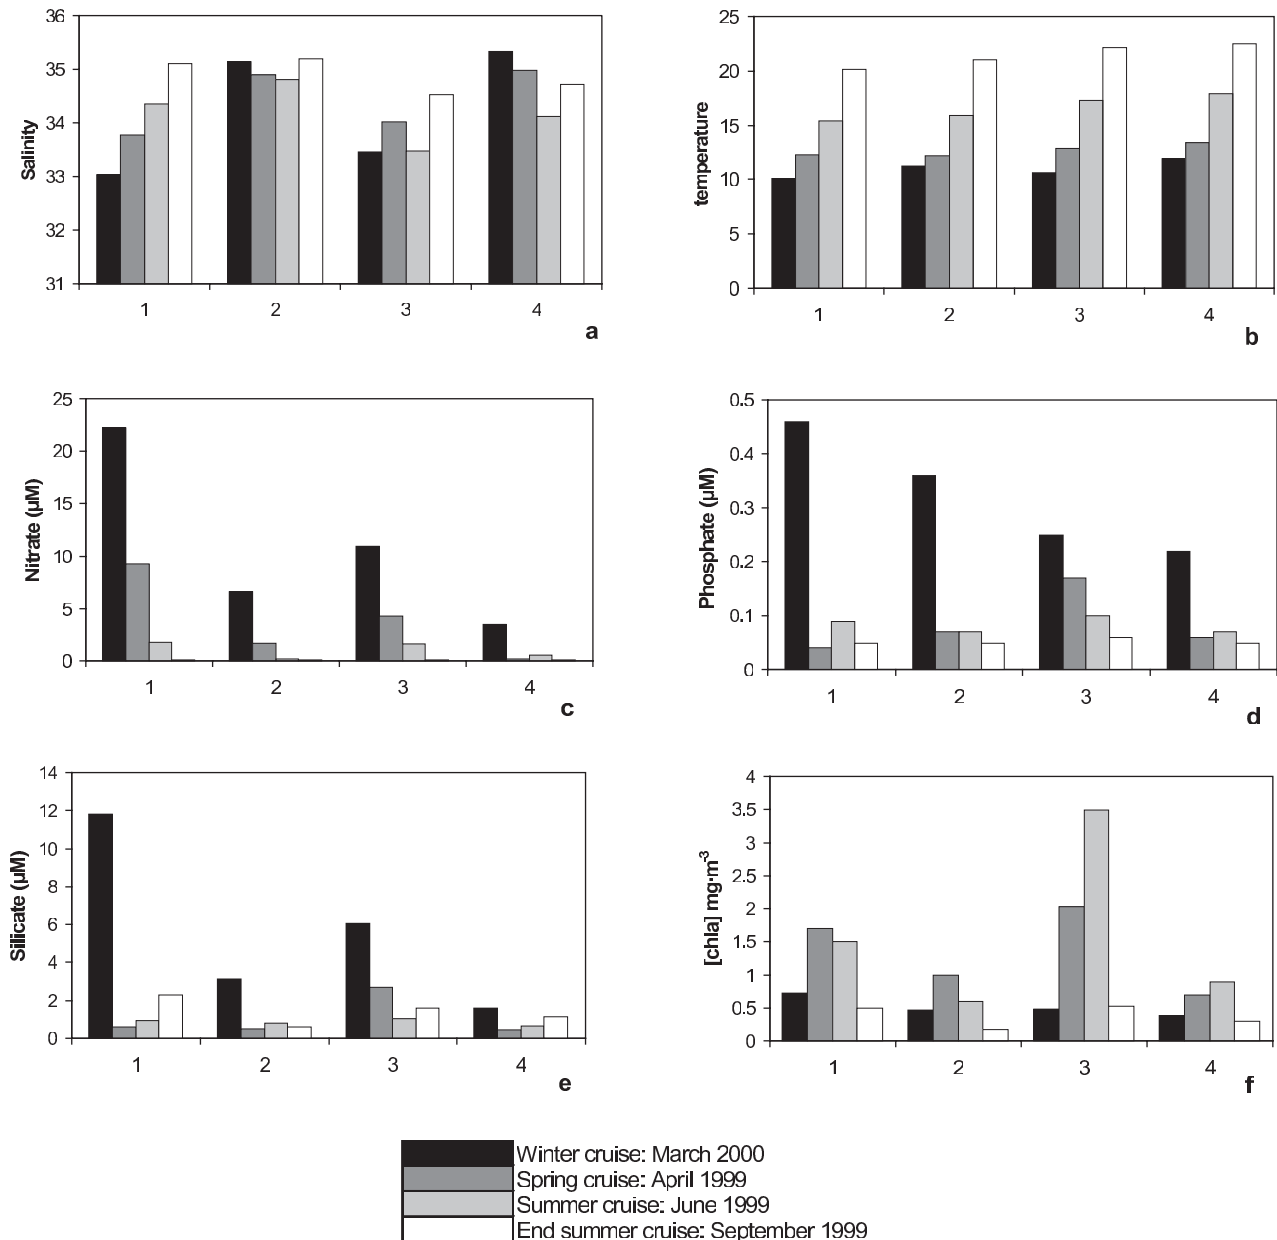 36
35
34
33
32
31
Salinity
1 2 3 4
a
25
20
15
10
5
0
temperature
1 2 3 4
b
25
20
15
10
5
0
Nitrate (µM)
1 2 3 4
c
0.5
0.4
0.3
0.2
0.1
0
Phosphate (µM)
1 2 3 4
d
14
12
10
8
6
4
2
0
Silicate (µM)
1 2 3 4
e
4
3.5
3
2.5
2
1.5
1
0.5
0
[chla] mg·m⁻³
1 2 3 4
f
Winter cruise: March 2000
Spring cruise: April 1999
Summer cruise: June 1999
End summer cruise: September 1999